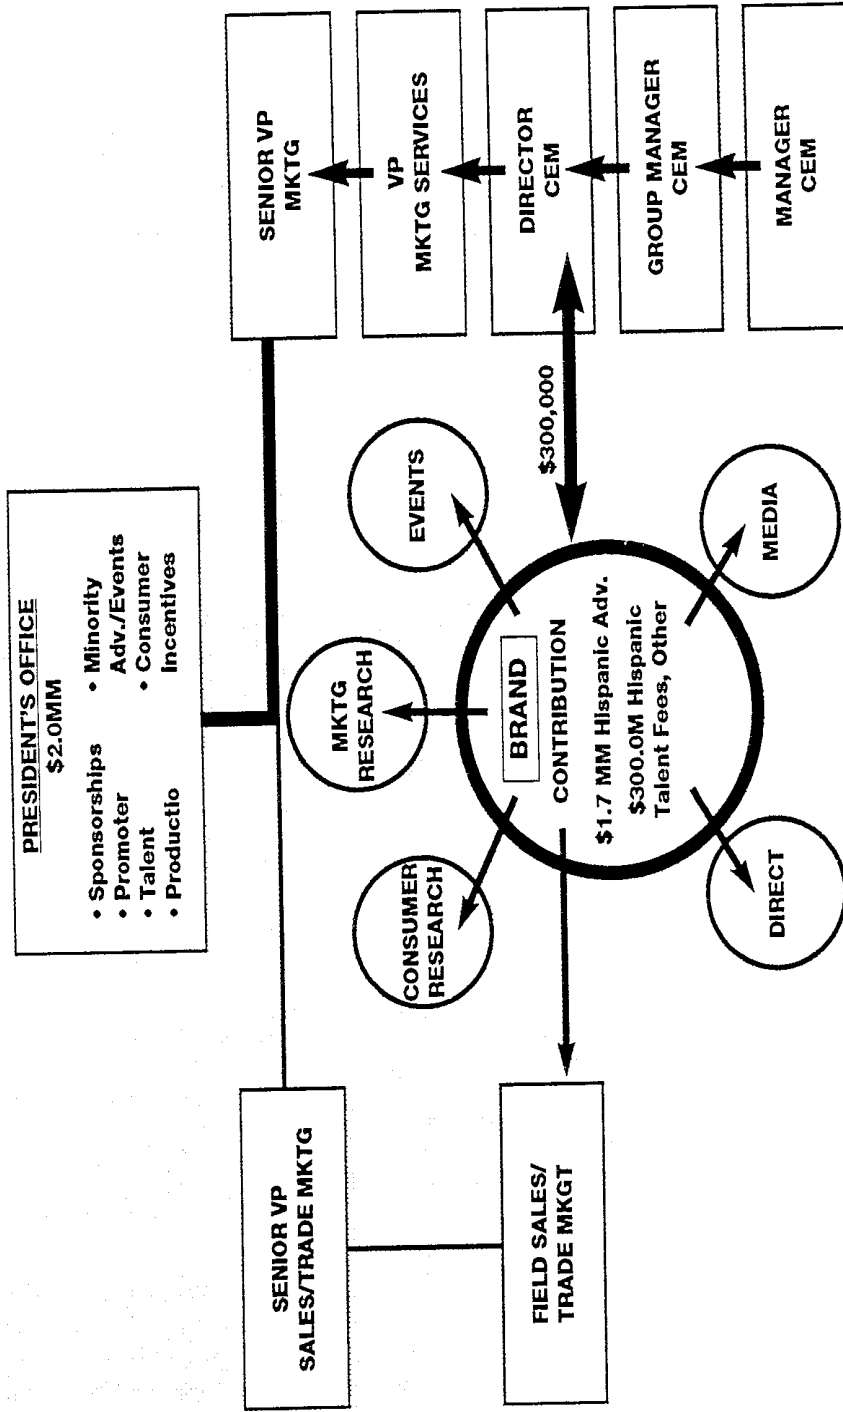 PRESIDENT'S OFFICE
$2.0MM
• Sponsorships
• Promoter
• Talent
• Productio
• Minority
Adv./Events
• Consumer
Incentives
SENIOR VP
SALES/TRADE MKTG
FIELD SALES/
TRADE MKGT
CONSUMER
RESEARCH
MKTG
RESEARCH
EVENTS
BRAND
CONTRIBUTION
$1.7 MM Hispanic Adv.
$300.0M Hispanic
Talent Fees, Other
DIRECT
MEDIA
$300,000
SENIOR VP
MKTG
VP
MKTG SERVICES
DIRECTOR
CEM
GROUP MANAGER
CEM
MANAGER
CEM